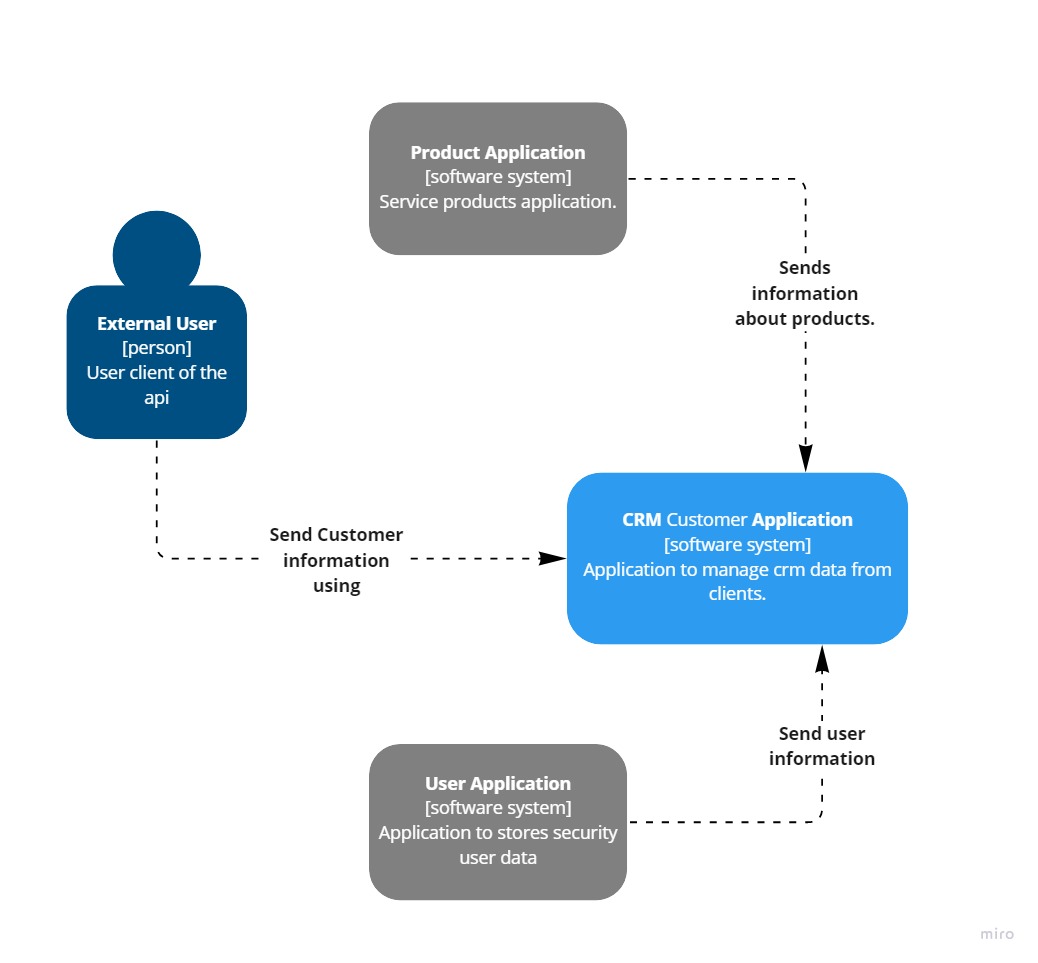 Product Application
[software system]
Service products application.
Sends
information
about products.
External User
[person]
User client of the
api
Send Customer
information
using
CRM Customer Application
[software system]
Application to manage crm data from
clients.
Send user
information
User Application
[software system]
Application to stores security
user data
miro